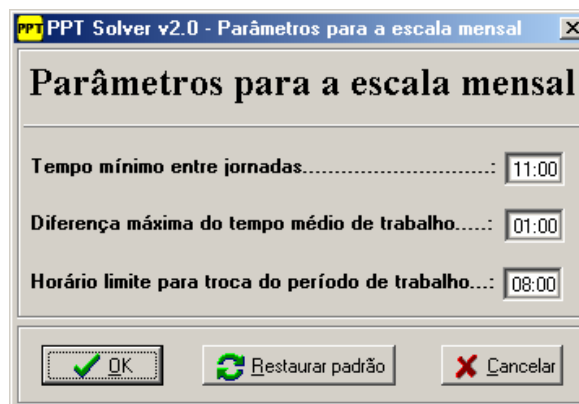 PPT PPT Solver v2.0 - Parâmetros para a escala mensal
Parâmetros para a escala mensal
Tempo mínimo entre jornadas............................: 11:00
Diferença máxima do tempo médio de trabalho.....: 01:00
Horário limite para troca do período de trabalho...: 08:00
OK Restaurar padrão Cancelar